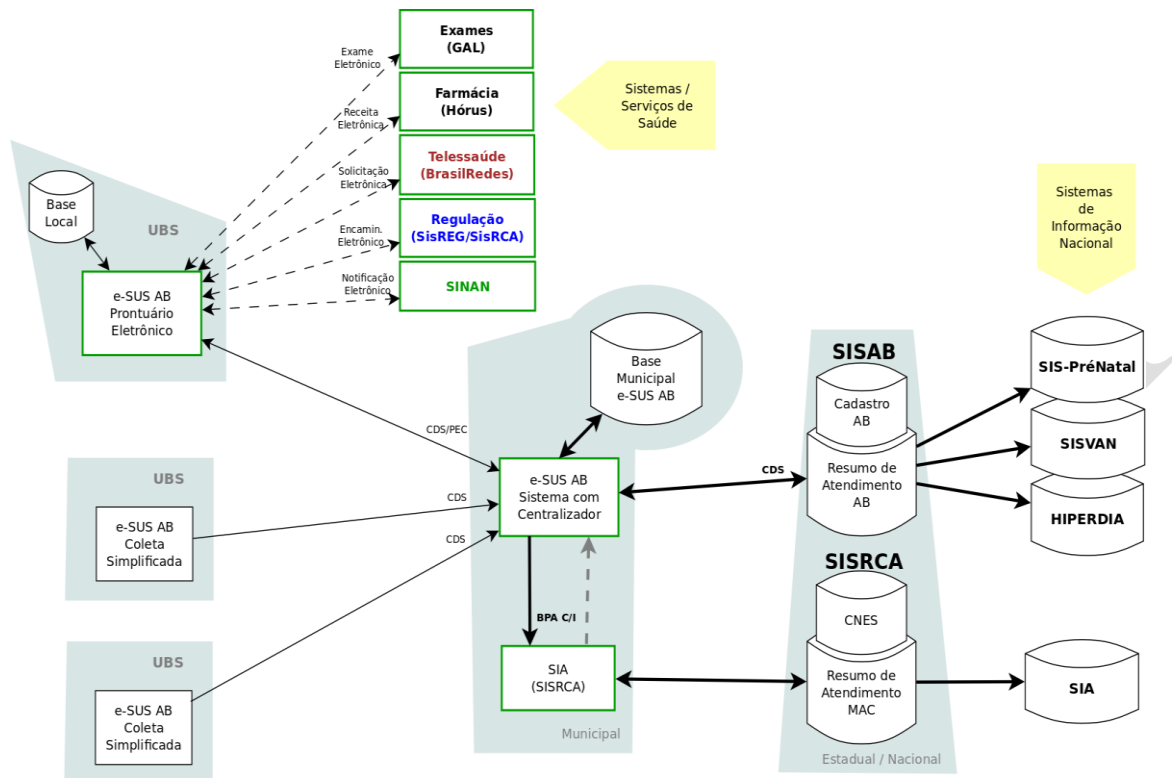 Exames
(GAL)
Exame
Eletrônico
Farmácia
(Hórus)
Receita
Eletrônica
Sistemas /
Serviços de
Saúde
Telessaúde
(BrasilRedes)
Solicitação
Eletrônica
Regulação
(SisREG/SisRCA)
Encamin.
Eletrônico
SINAN
Notificação
Eletrônico
Base
Local
UBS
e-SUS AB
Prontuário
Eletrônico
Sistemas
de
Informação
Nacional
Base
Municipal
e-SUS AB
SISAB
Cadastro
AB
Resumo de
Atendimento
AB
SIS-PréNatal
SISVAN
HIPERDIA
CDS/PEC
CDS
CDS
CDS
e-SUS AB
Sistema com
Centralizador
UBS
e-SUS AB
Coleta
Simplificada
BPA C/I
SISRCA
CNES
Resumo de
Atendimento
MAC
SIA
(SISRCA)
SIA
UBS
e-SUS AB
Coleta
Simplificada
Municipal
Estadual / Nacional